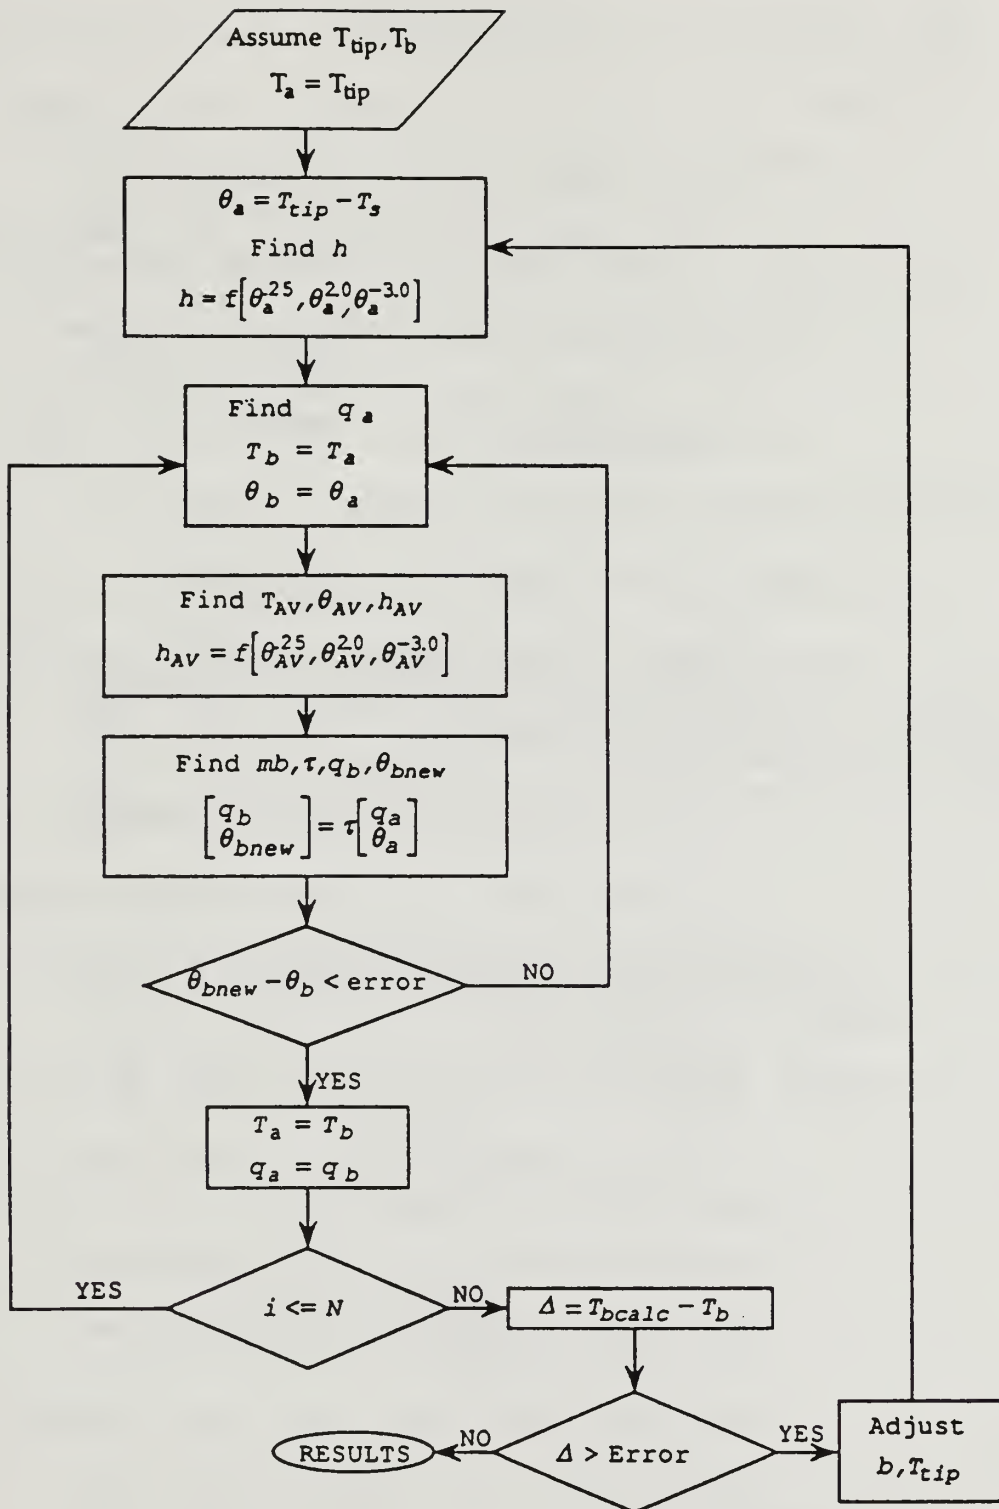 Assume T_tip, T_b
T_a = T_tip
θ_a = T_tip − T_s
Find h
h = f[θ_a^.25, θ_a^2.0, θ_a^−3.0]
Find q_a
T_b = T_a
θ_b = θ_a
Find T_AV, θ_AV, h_AV
h_AV = f[θ_AV^.25, θ_AV^2.0, θ_AV^−3.0]
Find mb, τ, q_b, θ_bnew
[q_b θ_bnew] = τ[q_a θ_a]
θ_bnew − θ_b < error
NO
YES
T_a = T_b
q_a = q_b
YES
i <= N
NO
Δ = T_bcalc − T_b
RESULTS
NO
Δ > Error
YES
Adjust
b, T_tip